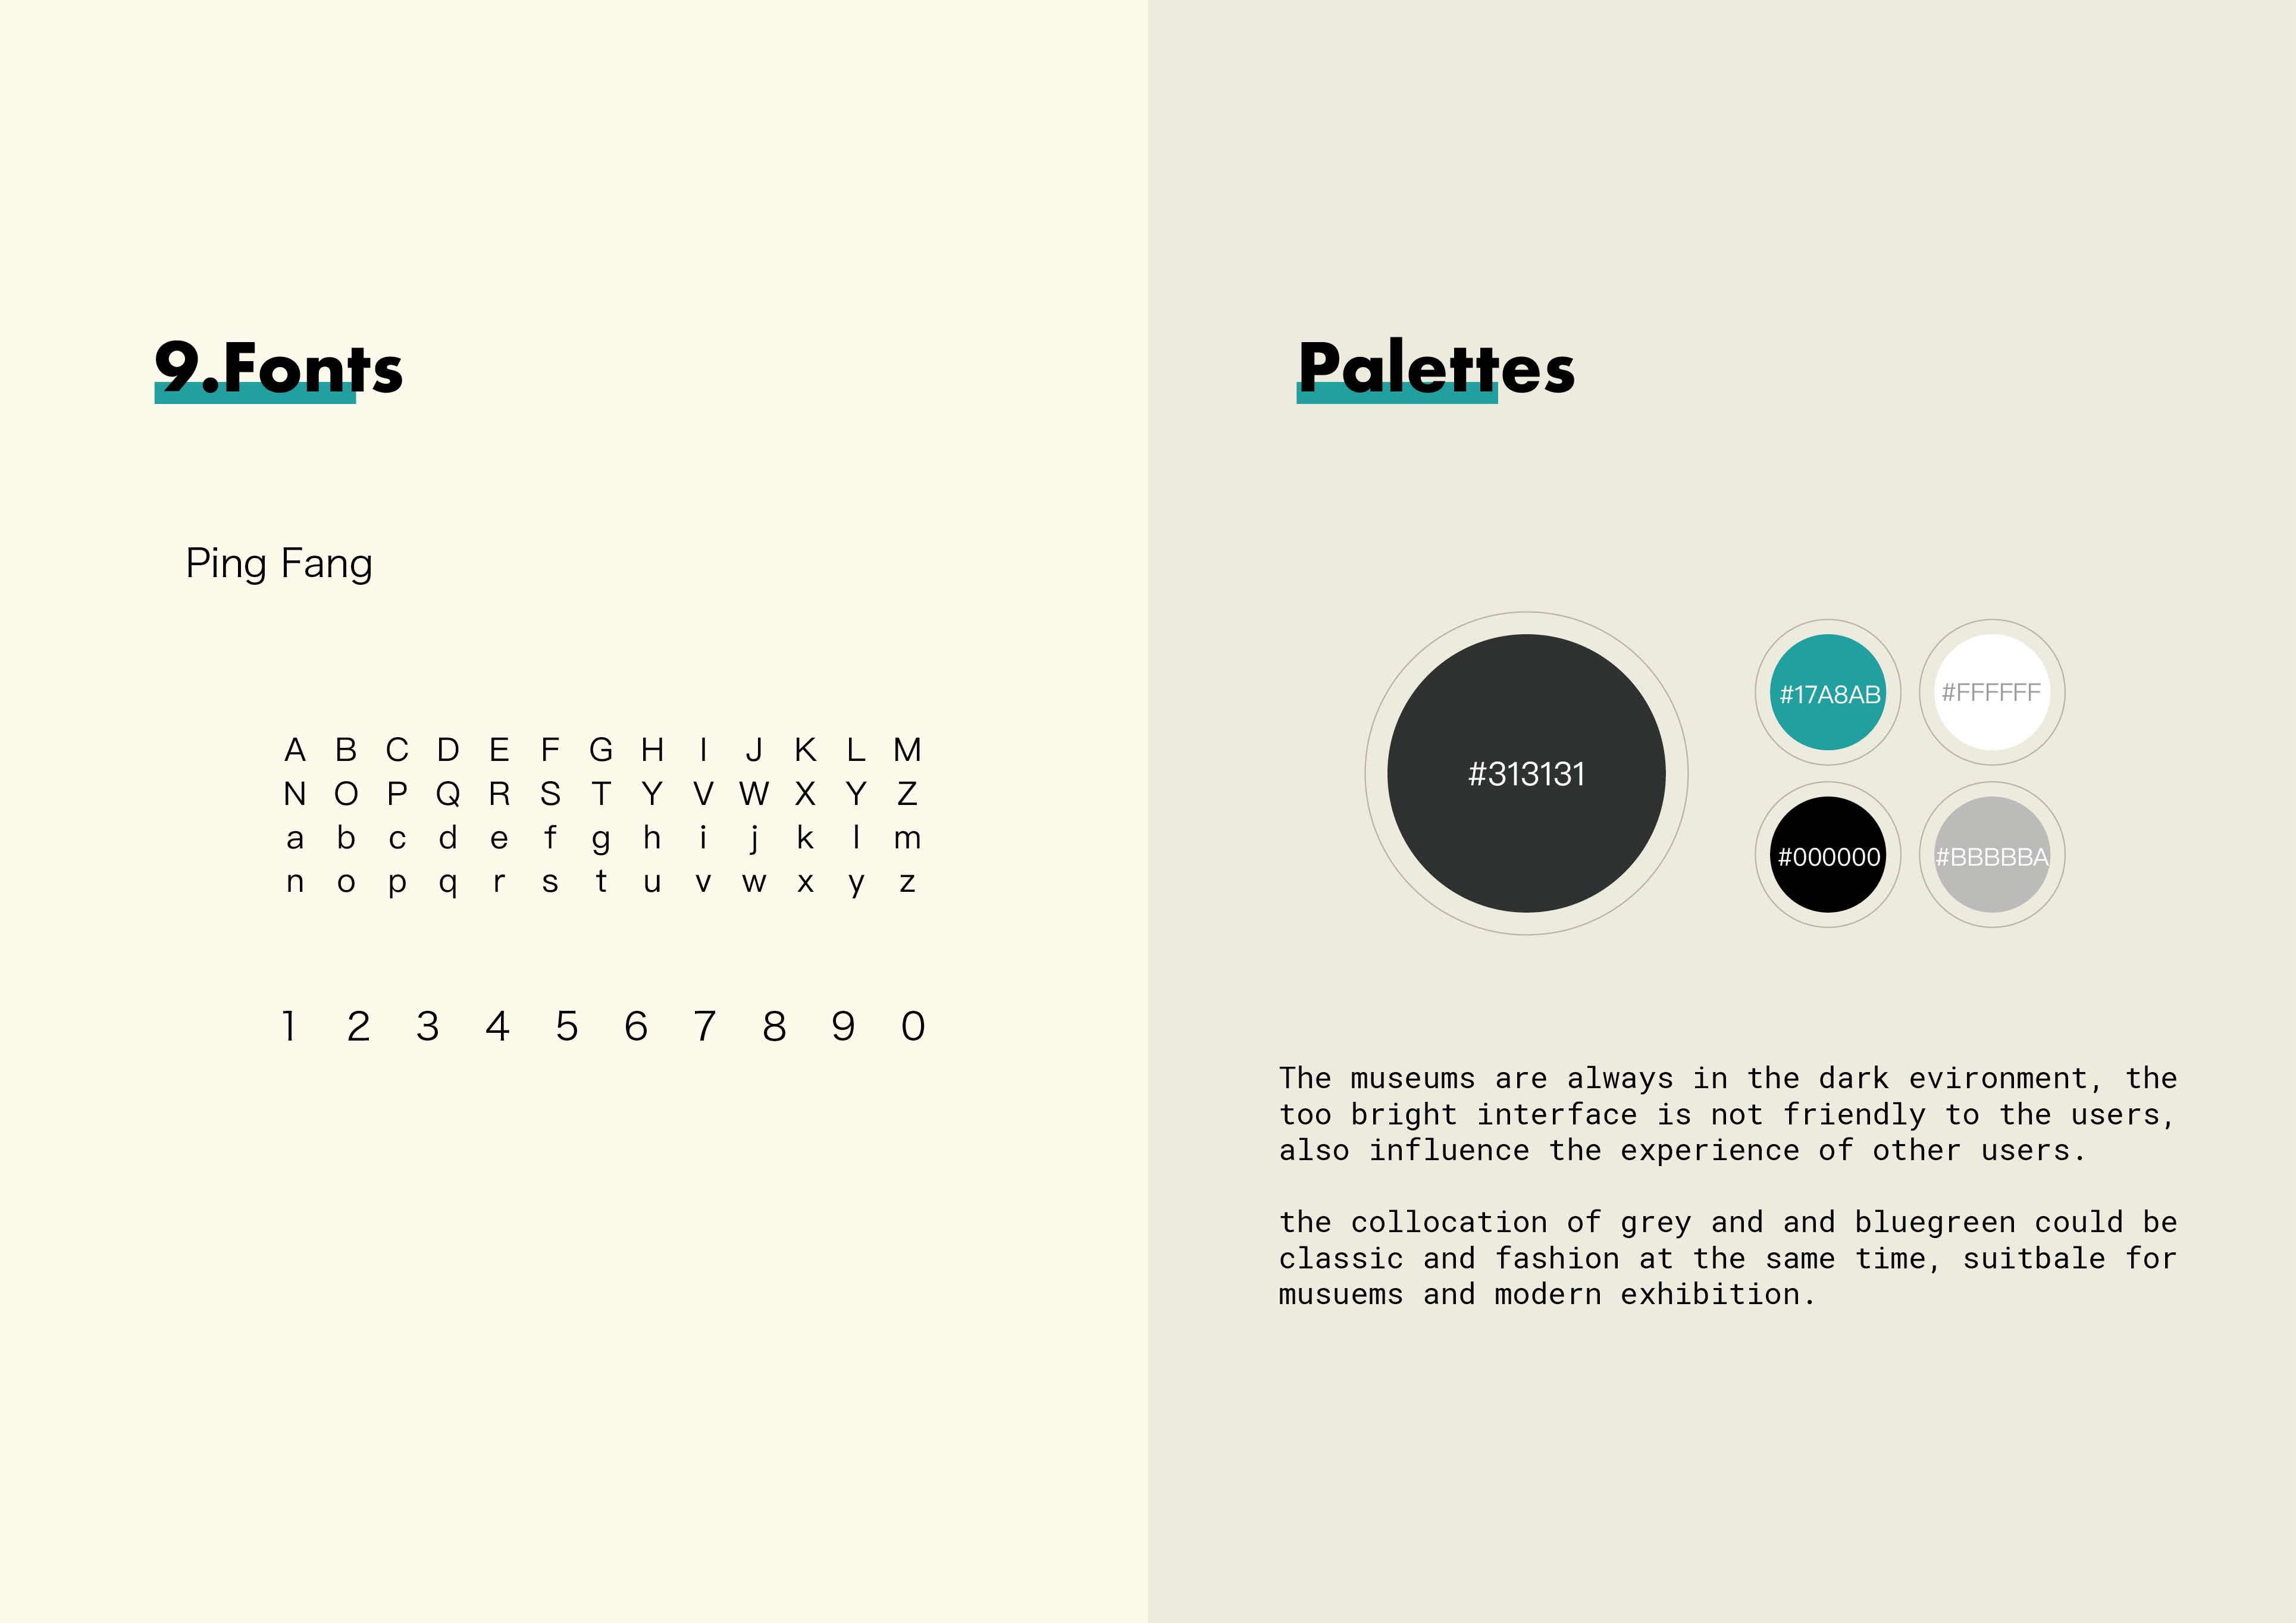 9.Fonts
Ping Fang
A B C D E F G H I J K L M
N O P Q R S T Y V W X Y Z
a b c d e f g h i j k l m
n o p q r s t u v w x y z
1 2 3 4 5 6 7 8 9 0
Palettes
#313131
#17A8AB
#FFFFFF
#000000
#BBBBBA
The museums are always in the dark evironment, the
too bright interface is not friendly to the users,
also influence the experience of other users.
the collocation of grey and and bluegreen could be
classic and fashion at the same time, suitbale for
musuems and modern exhibition.